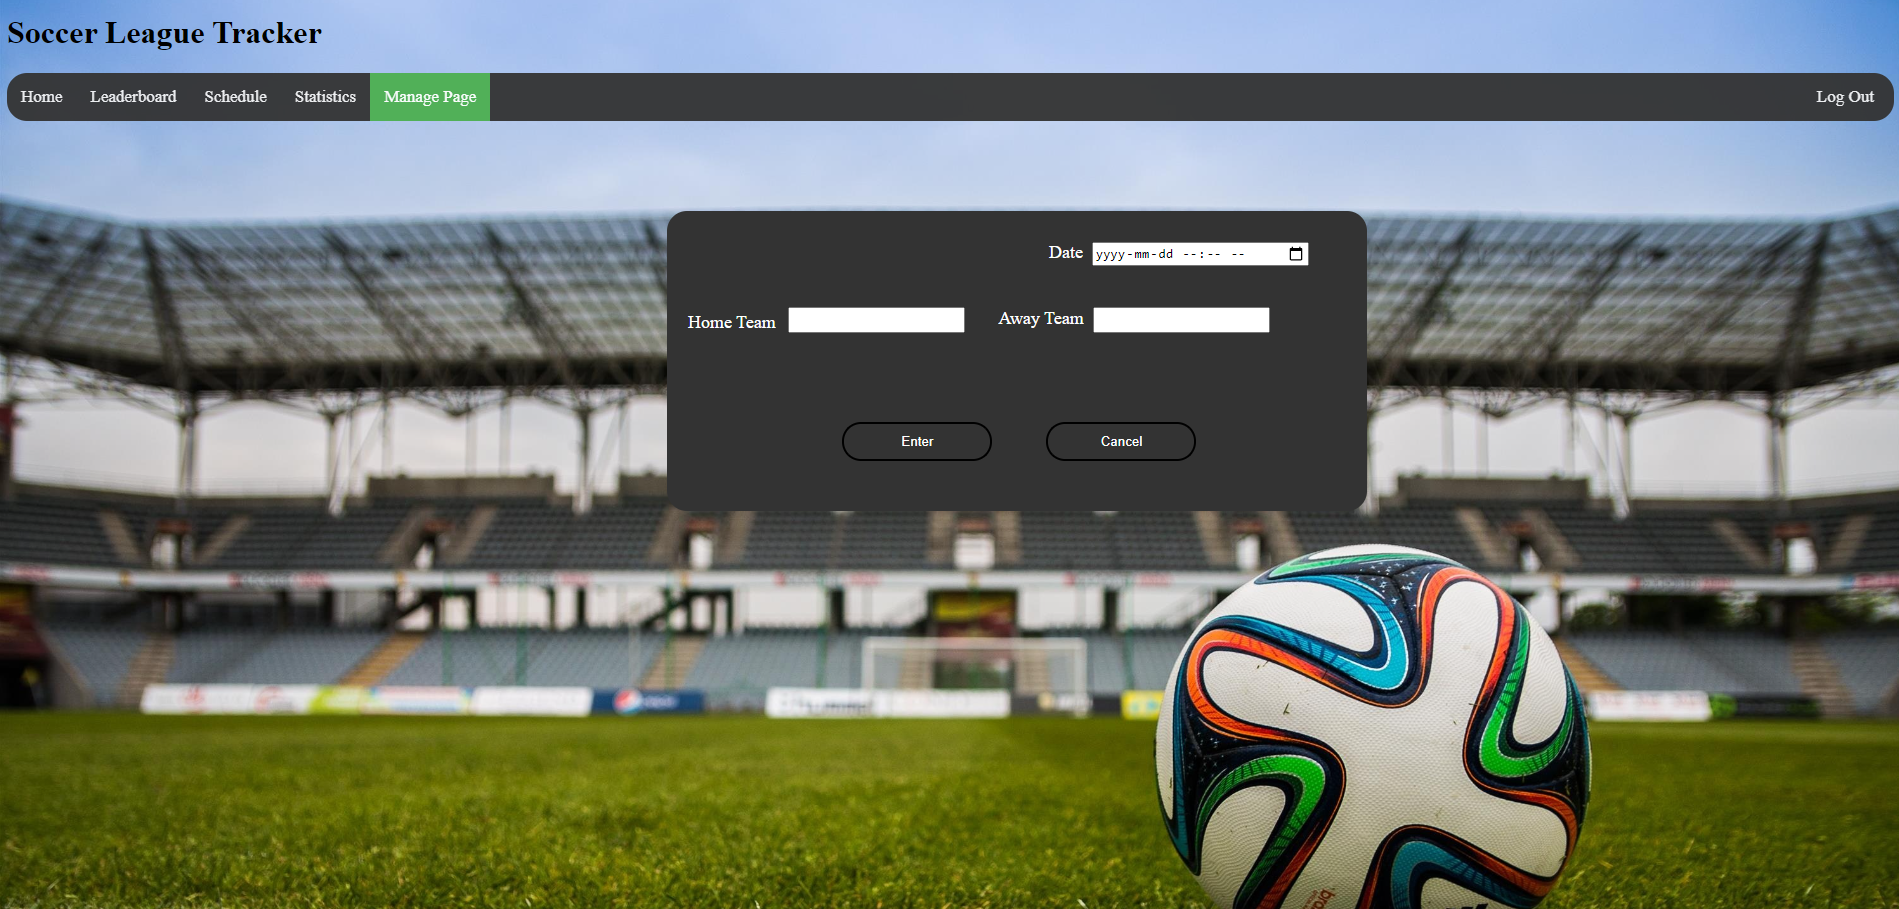 Soccer League Tracker
Home Leaderboard Schedule Statistics Manage Page Log Out
Date yyyy-mm-dd --:-- --
Home Team Away Team
Enter Cancel